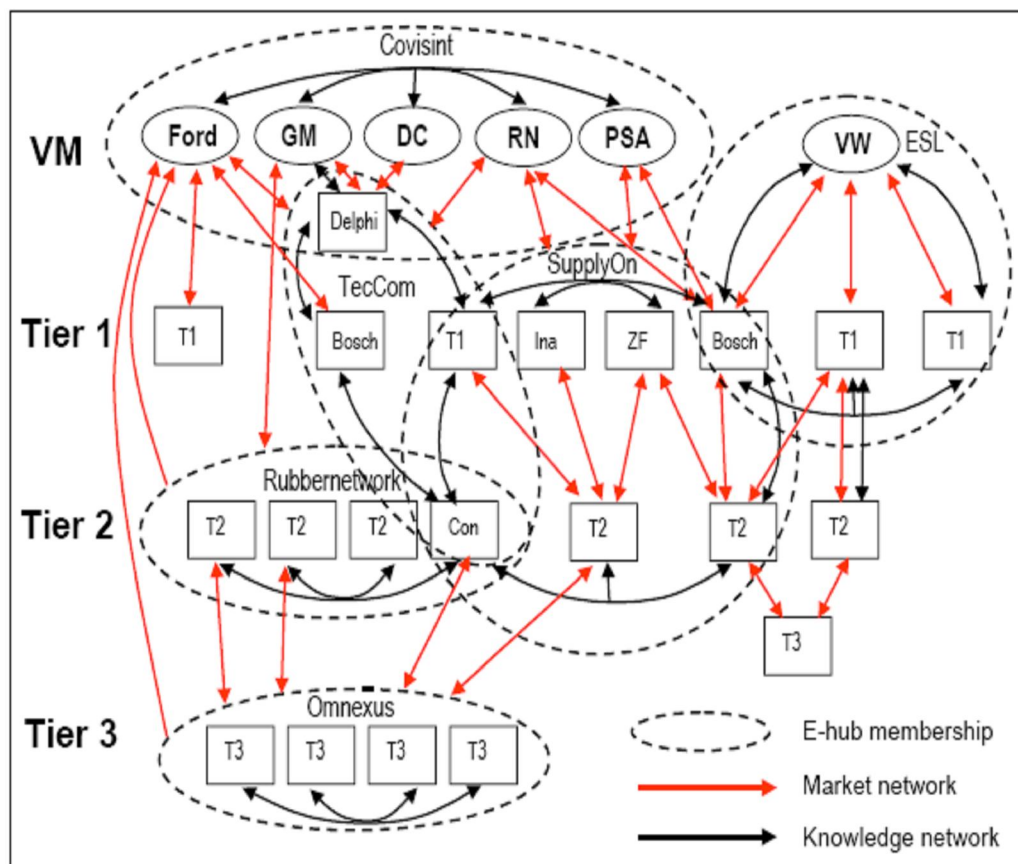 Covisint
VM
Ford
GM
DC
RN
PSA
VW
ESL
Delphi
SupplyOn
TecCom
Tier 1
T1
Bosch
T1
Ina
ZF
Bosch
T1
T1
Rubbernetwork
Tier 2
T2
T2
T2
Con
T2
T2
T2
T3
Omnexus
Tier 3
T3
T3
T3
T3
E-hub membership
Market network
Knowledge network